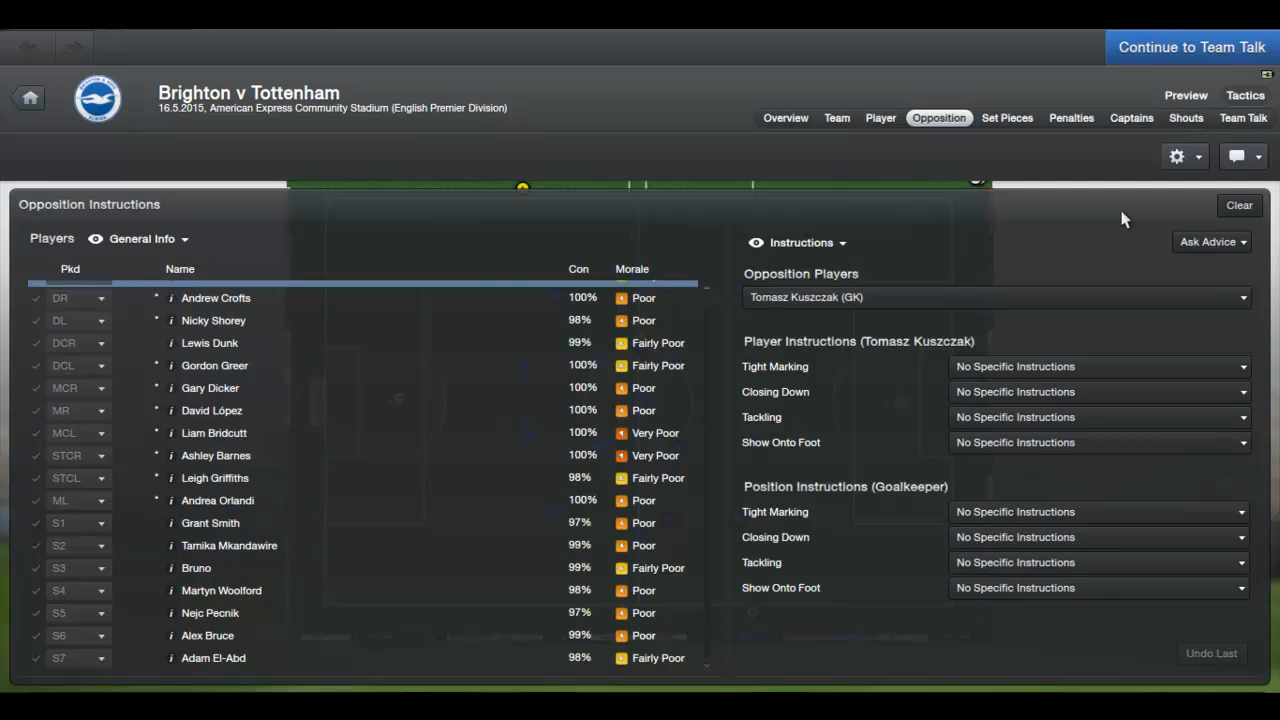 Continue to Team Talk
Brighton v Tottenham
16.5.2015, American Express Community Stadium (English Premier Division)
Preview Tactics
Overview Team Player Opposition Set Pieces Penalties Captains Shouts Team Talk
Opposition Instructions
Clear
Players General Info
Instructions
Ask Advice
Pkd Name Con Morale
Opposition Players
DR * i Andrew Crofts 100% Poor
Tomasz Kuszczak (GK)
DL * i Nicky Shorey 98% Poor
DCR i Lewis Dunk 99% Fairly Poor
Player Instructions (Tomasz Kuszczak)
DCL * i Gordon Greer 100% Fairly Poor
Tight Marking No Specific Instructions
MCR * i Gary Dicker 100% Poor
Closing Down No Specific Instructions
MR * i David López 100% Poor
Tackling No Specific Instructions
MCL * i Liam Bridcutt 100% Very Poor
Show Onto Foot No Specific Instructions
STCR * i Ashley Barnes 100% Very Poor
STCL * i Leigh Griffiths 98% Fairly Poor
Position Instructions (Goalkeeper)
ML * i Andrea Orlandi 100% Poor
Tight Marking No Specific Instructions
S1 i Grant Smith 97% Poor
Closing Down No Specific Instructions
S2 i Tamika Mkandawire 99% Poor
Tackling No Specific Instructions
S3 i Bruno 99% Fairly Poor
Show Onto Foot No Specific Instructions
S4 i Martyn Woolford 98% Poor
S5 i Nejc Pecnik 97% Poor
S6 i Alex Bruce 99% Poor
Undo Last
S7 i Adam El-Abd 98% Fairly Poor